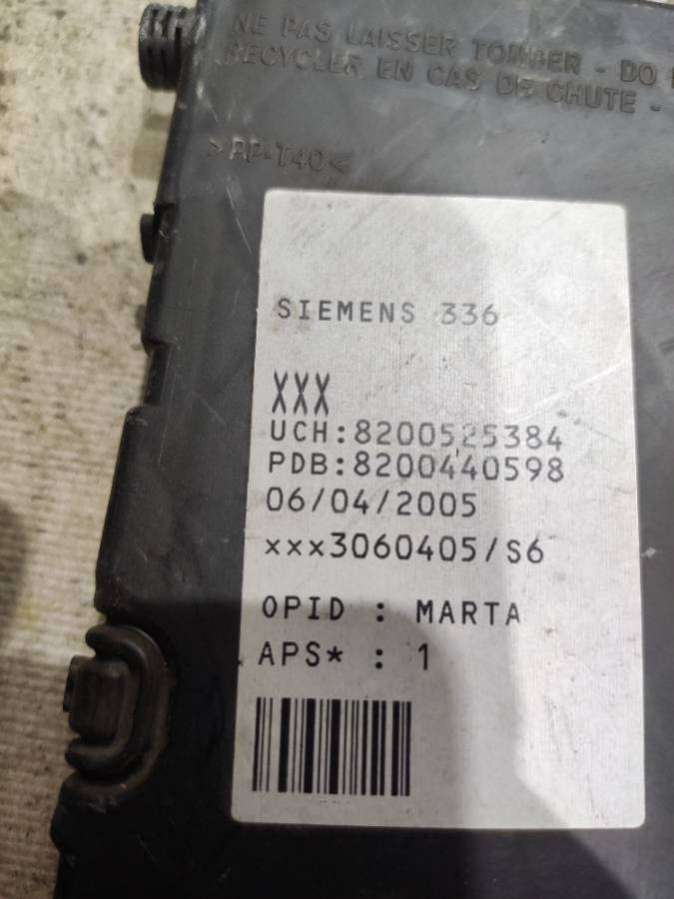 NE PAS LAISSER TOMBER - DO
RECYCLER EN CAS DE CHUTE -
>PP-T40<
SIEMENS 336
XXX
UCH:8200525384
PDB:8200440598
06/04/2005
xxx3060405/S6
OPID : MARTA
APS* : 1